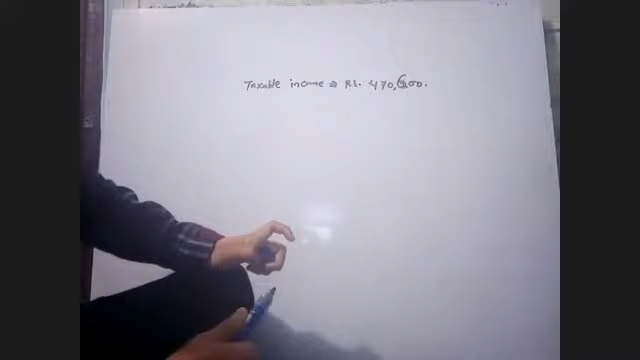 Taxable income ⇒ Rs. 470,600.